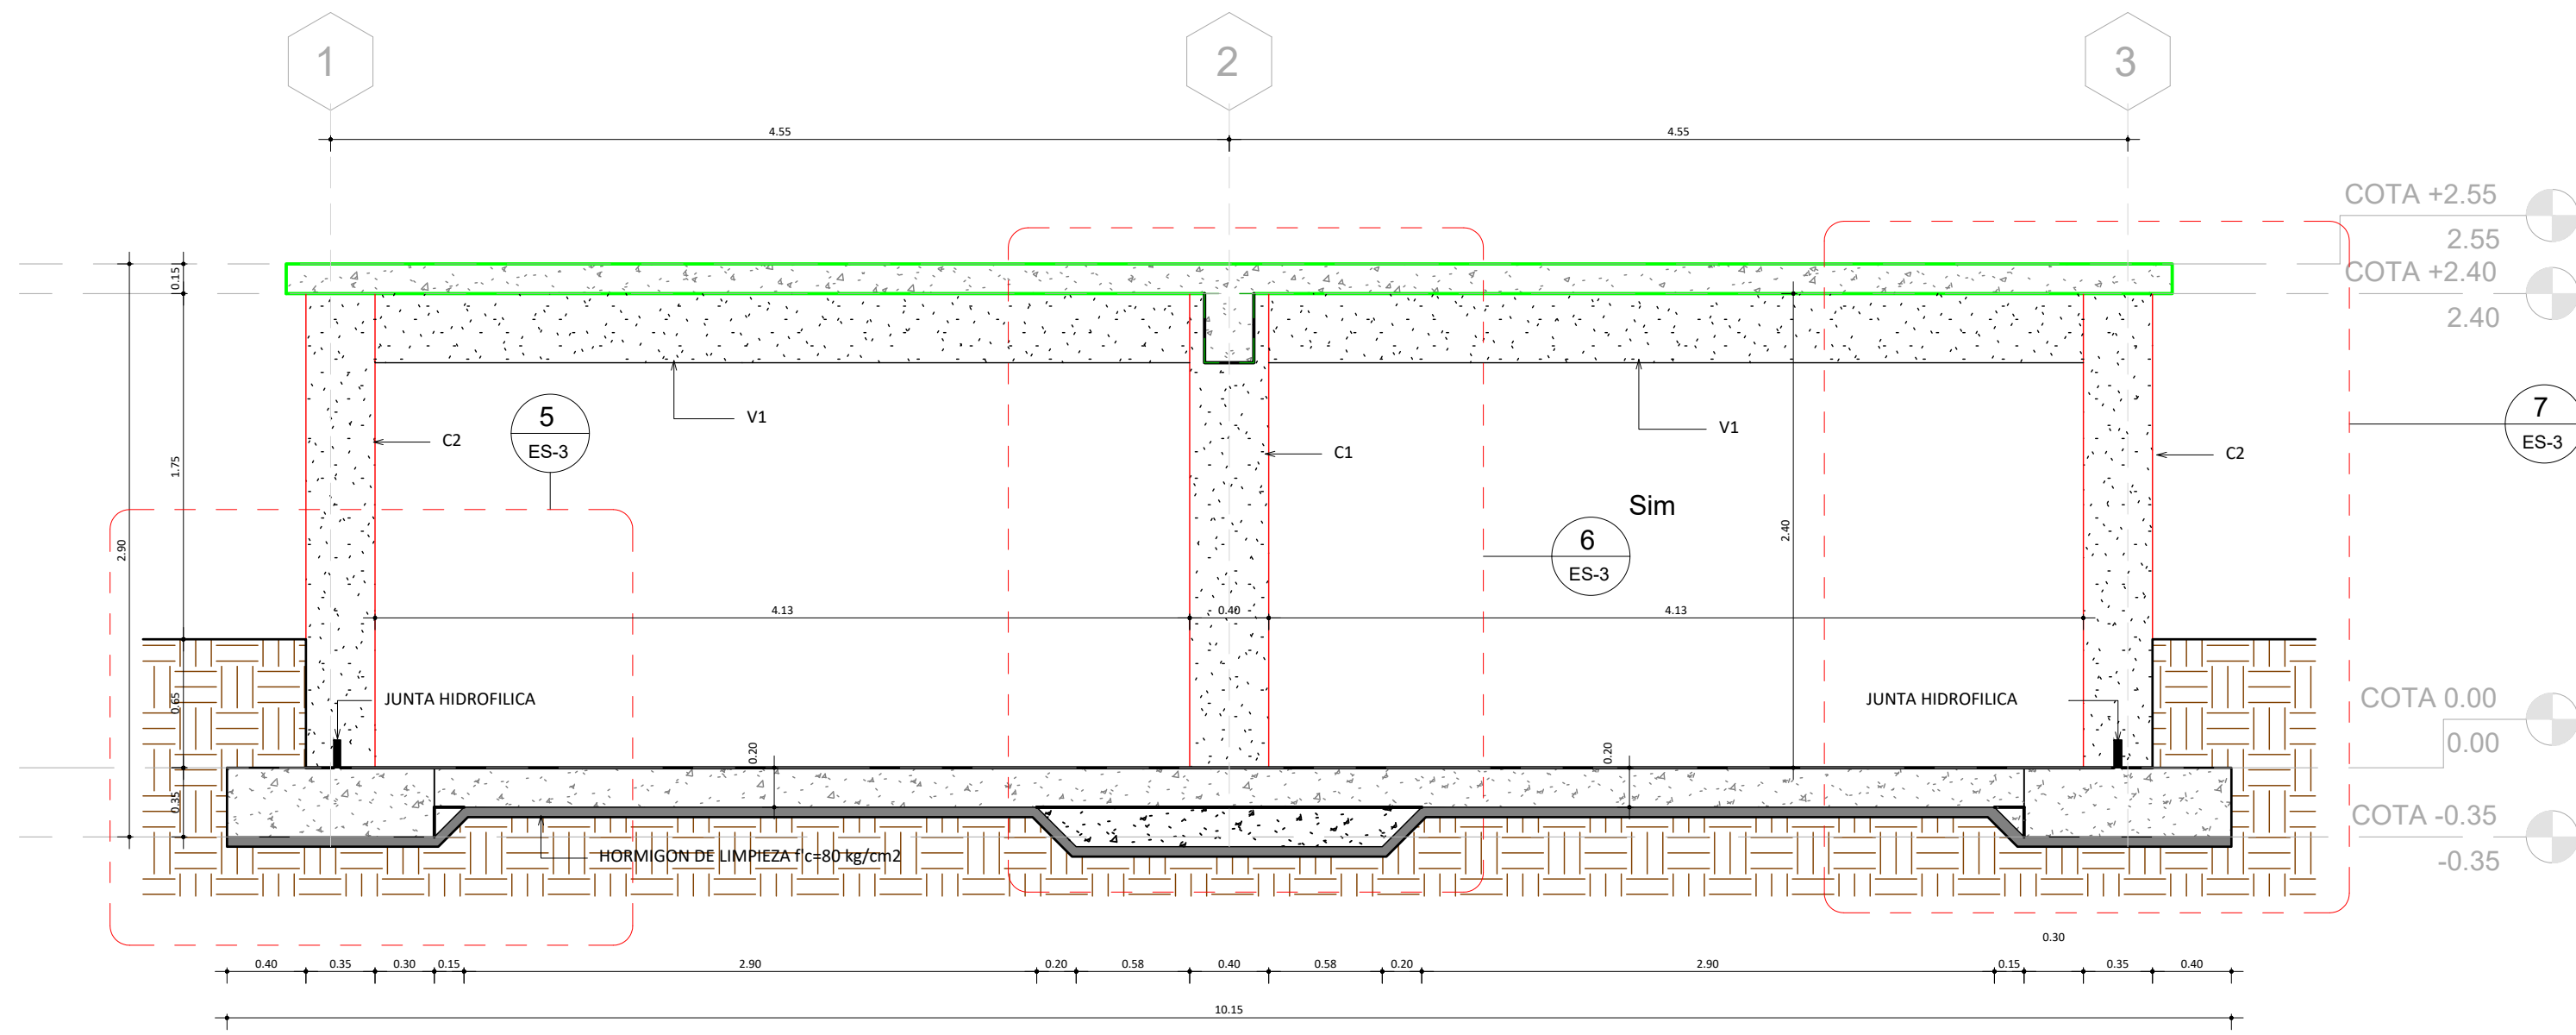 1
2
3
4.55
4.55
COTA +2.55
2.55
COTA +2.40
2.40
0.15
V1
V1
5
ES-3
C2
C1
C2
7
ES-3
1.75
2.90
Sim
6
ES-3
2.40
4.13
0.40
4.13
JUNTA HIDROFILICA
JUNTA HIDROFILICA
0.65
COTA 0.00
0.00
0.20
0.20
0.35
COTA -0.35
-0.35
HORMIGON DE LIMPIEZA f'c=80 kg/cm2
0.30
0.40
0.35
0.30
0.15
2.90
0.20
0.58
0.40
0.58
0.20
2.90
0.15
0.35
0.40
10.15